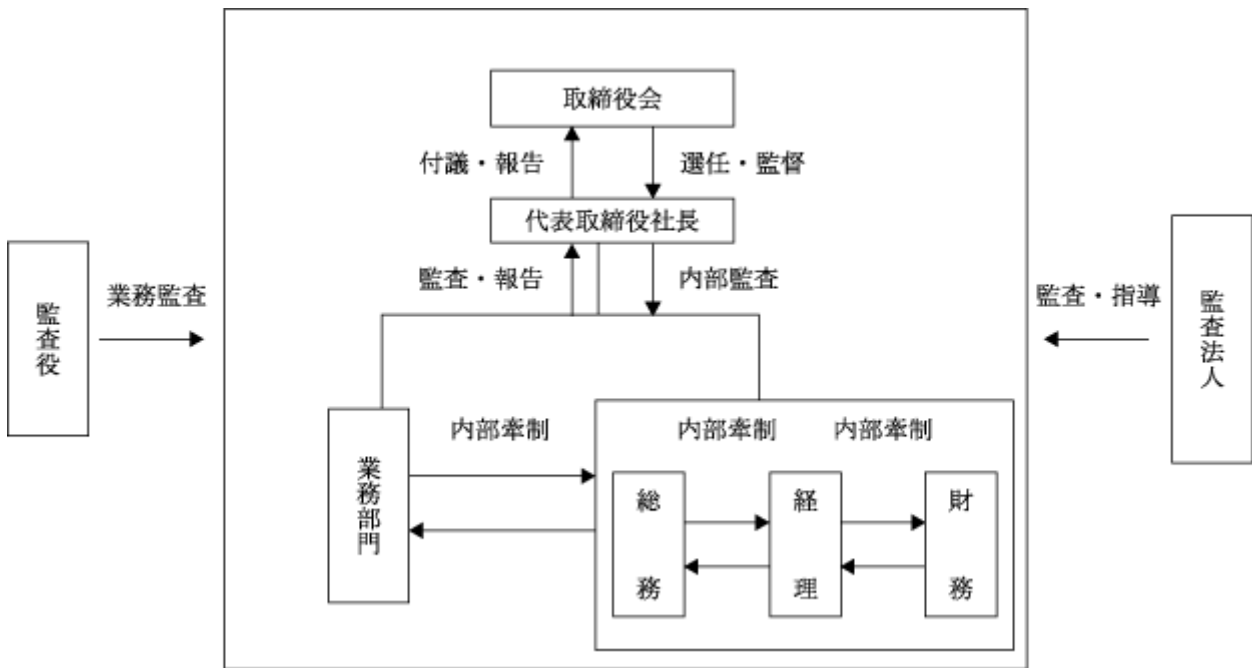 取締役会
付議・報告
選任・監督
代表取締役社長
監査・報告
内部監査
監査役
業務監査
監査・指導
監査法人
内部牽制
内部牽制
内部牽制
業務部門
総務
経理
財務